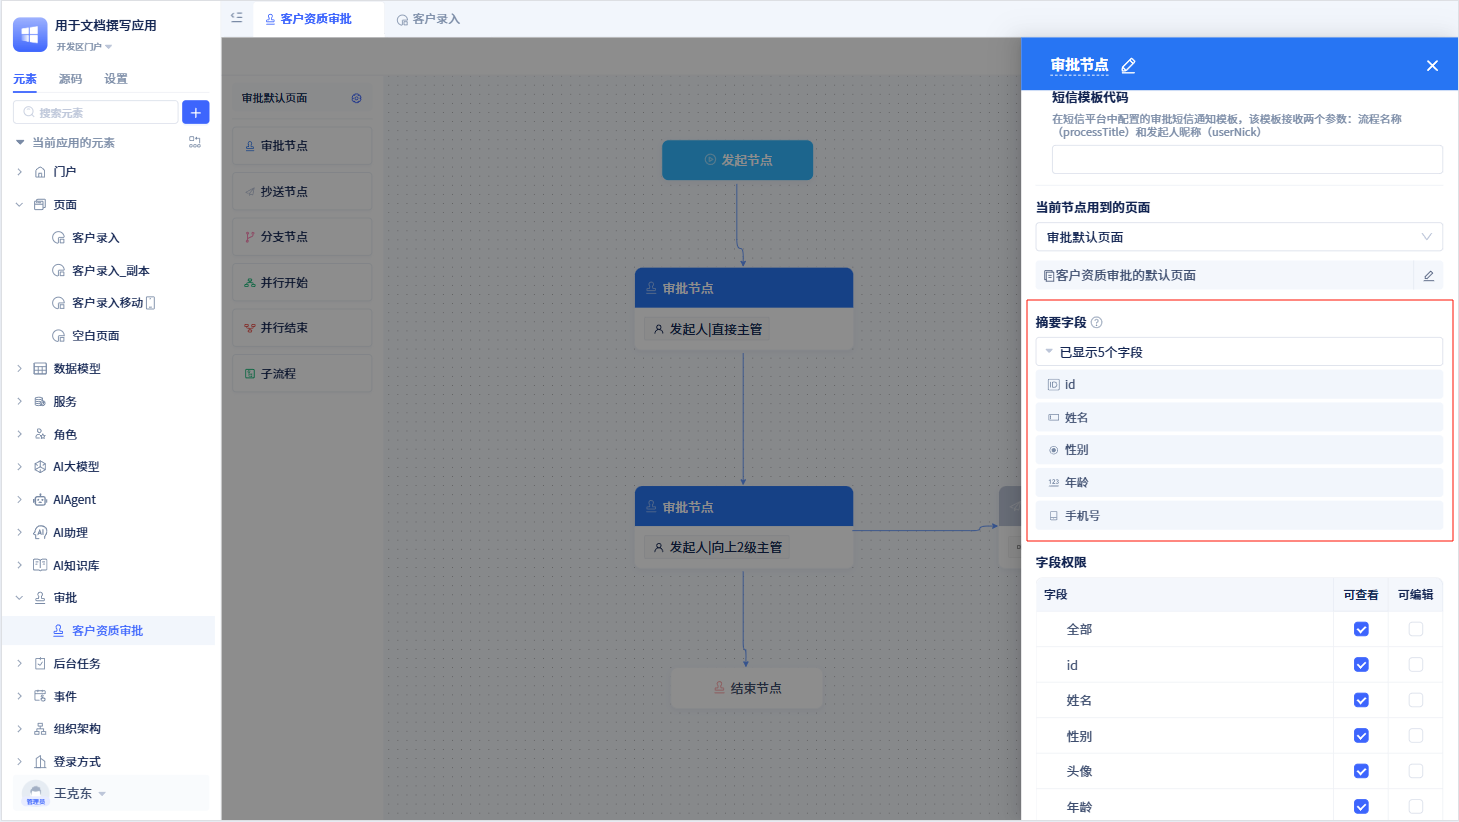 用于文档撰写应用
开发区门户
元素
源码
设置
搜索元素
当前应用的元素
门户
页面
客户录入
客户录入_副本
客户录入移动
空白页面
数据模型
服务
角色
AI大模型
AIAgent
AI助理
AI知识库
审批
客户资质审批
后台任务
事件
组织架构
登录方式
管理员
王克东
客户资质审批
客户录入
审批默认页面
审批节点
抄送节点
分支节点
并行开始
并行结束
子流程
发起节点
审批节点
发起人|直接主管
审批节点
发起人|向上2级主管
结束节点
审批节点
短信模板代码
在短信平台中配置的审批短信通知模板，该模板接收两个参数：流程名称
（processTitle）和发起人昵称（userNick）
当前节点用到的页面
审批默认页面
客户资质审批的默认页面
摘要字段
已显示5个字段
id
姓名
性别
123 年龄
手机号
字段权限
字段
可查看
可编辑
全部
id
姓名
性别
头像
年龄